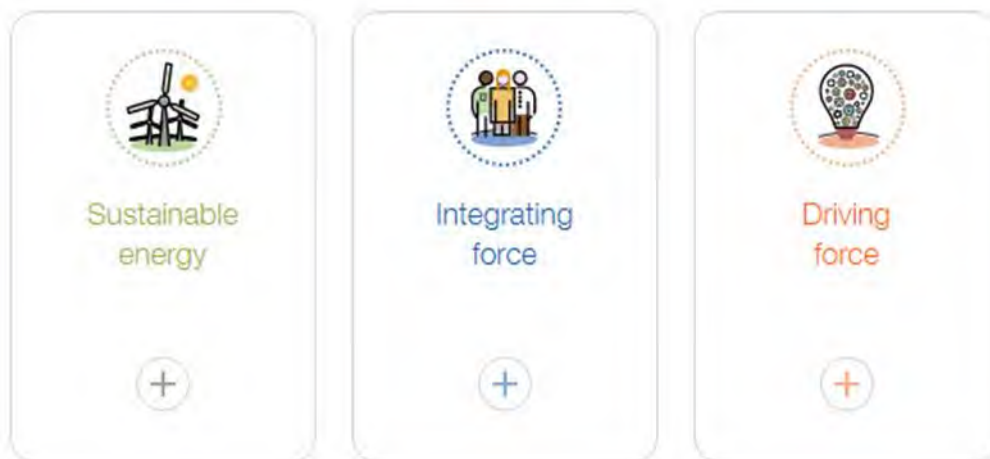 Sustainable
energy
Integrating
force
Driving
force